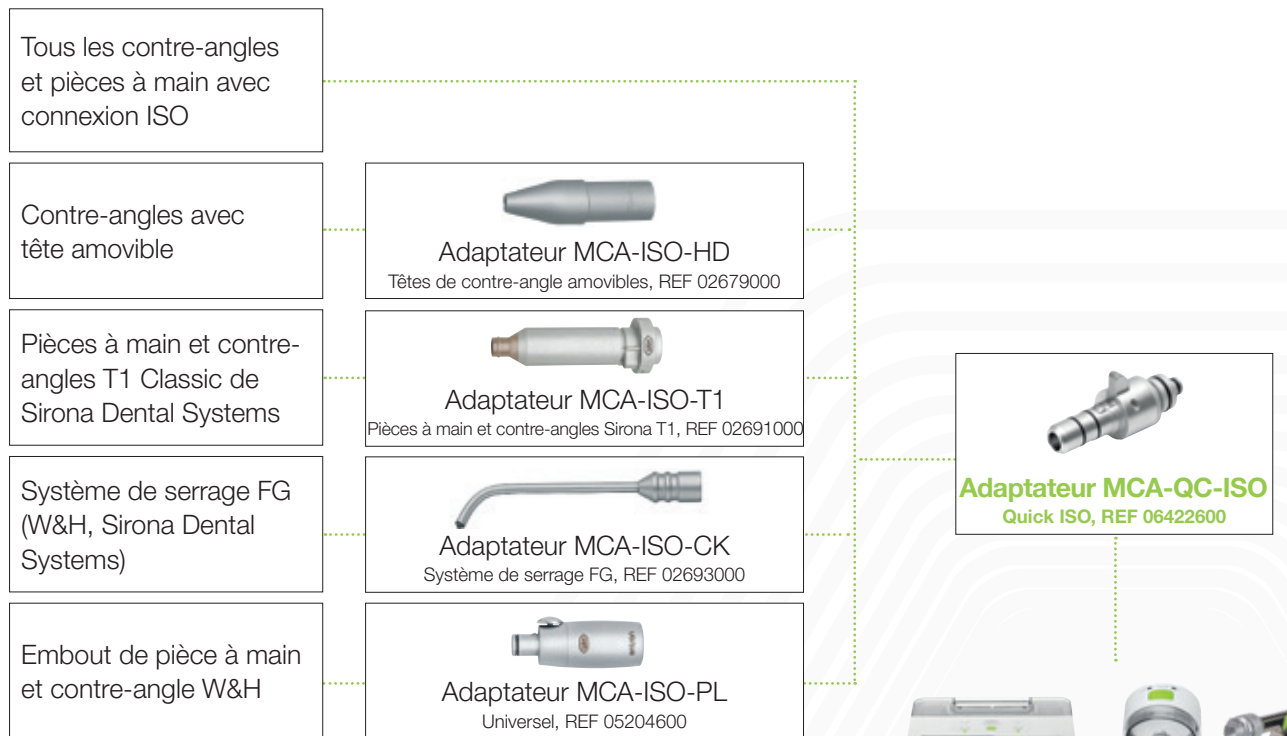 Tous les contre-angles
et pièces à main avec
connexion ISO
Contre-angles avec
tête amovible
Adaptateur MCA-ISO-HD
Têtes de contre-angle amovibles, REF 02679000
Pièces à main et contre-
angles T1 Classic de
Sirona Dental Systems
Adaptateur MCA-ISO-T1
Pièces à main et contre-angles Sirona T1, REF 02691000
Système de serrage FG
(W&H, Sirona Dental
Systems)
Adaptateur MCA-ISO-CK
Système de serrage FG, REF 02693000
Embout de pièce à main
et contre-angle W&H
Adaptateur MCA-ISO-PL
Universel, REF 05204600
Adaptateur MCA-QC-ISO
Quick ISO, REF 06422600